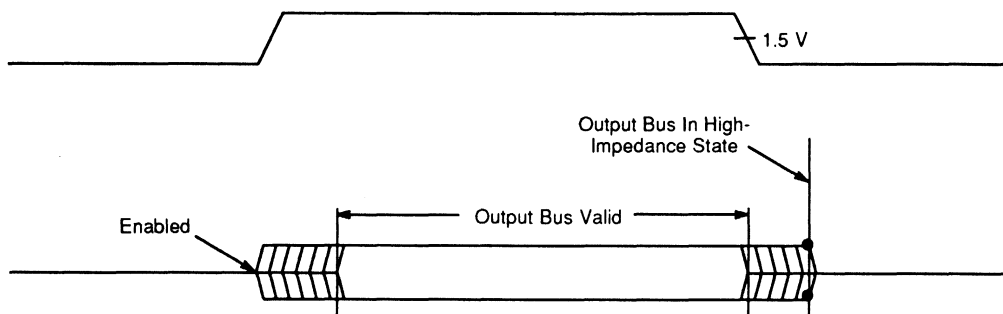 1.5 V
Output Bus In High-
Impedance State
Output Bus Valid
Enabled